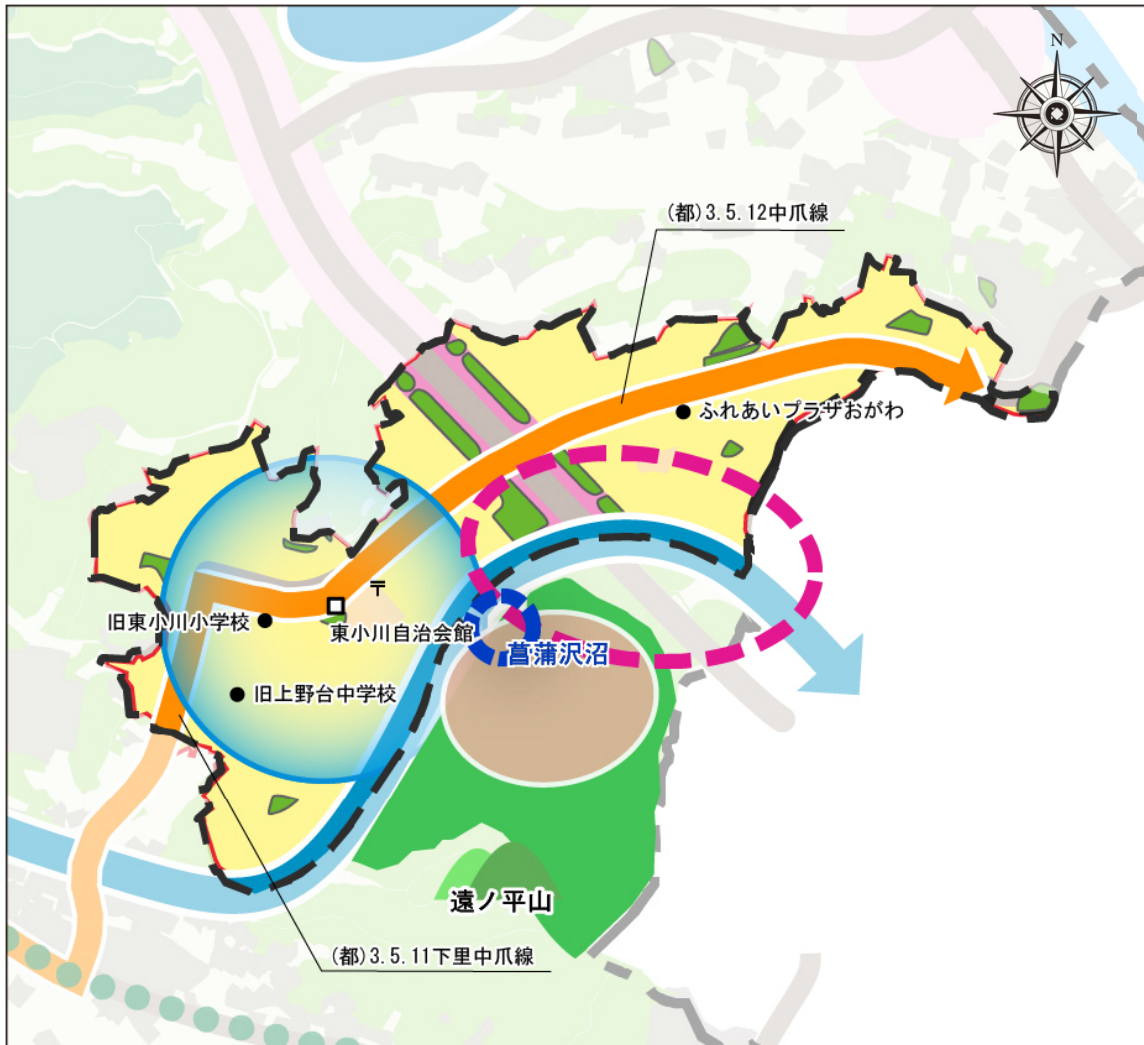 N
(都)3.5.12中爪線
ふれあいプラザおがわ
〒
旧東小川小学校
東小川自治会館
菖蒲沢沼
旧上野台中学校
遠ノ平山
(都)3.5.11下里中爪線